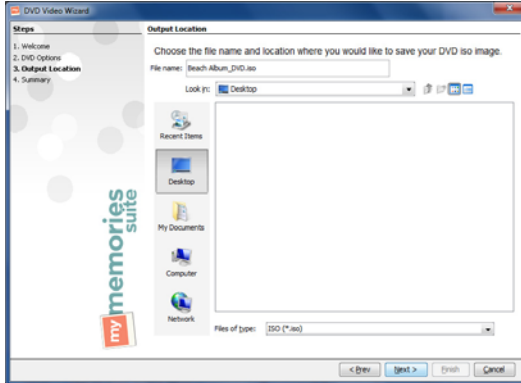 DVD Video Wizard
Steps
1. Welcome
2. DVD Options
3. Output Location
4. Summary
my memories suite
Output Location
Choose the file name and location where you would like to save your DVD iso image.
File name: Beach Album_DVD.iso
Look in: Desktop
Recent Items
Desktop
My Documents
Computer
Network
Files of type: ISO (*.iso)
< Prev Next > Finish Cancel